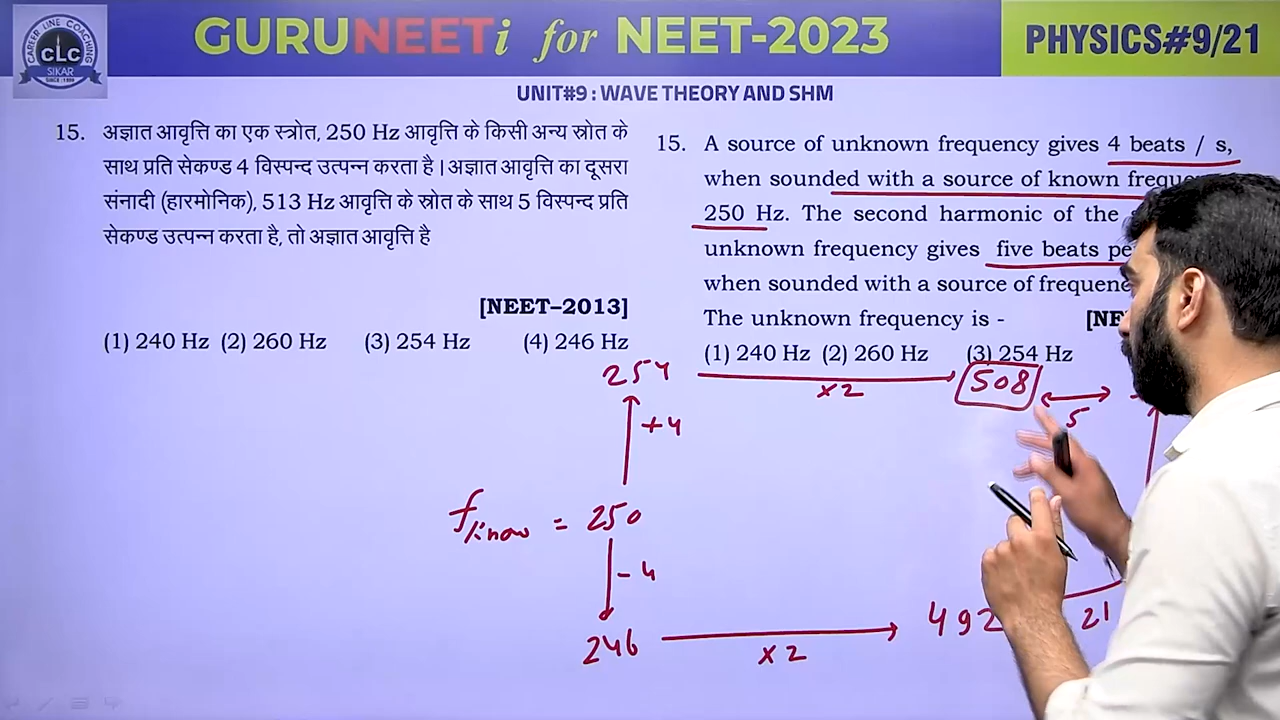 CAREER LINE COACHING
CLC
SIKAR
SINCE : 1996
GURUNEETi for NEET-2023
PHYSICS#9/21
UNIT#9 : WAVE THEORY AND SHM
15. अज्ञात आवृत्ति का एक स्त्रोत, 250 Hz आवृत्ति के किसी अन्य स्रोत के
साथ प्रति सेकण्ड 4 विस्पन्द उत्पन्न करता है। अज्ञात आवृत्ति का दूसरा
संनादी (हारमोनिक), 513 Hz आवृत्ति के स्रोत के साथ 5 विस्पन्द प्रति
सेकण्ड उत्पन्न करता है, तो अज्ञात आवृत्ति है
[NEET–2013]
(1) 240 Hz (2) 260 Hz (3) 254 Hz (4) 246 Hz
15. A source of unknown frequency gives 4 beats / s,
when sounded with a source of known
250 Hz. The second harmonic of the
unknown frequency gives five beats
when sounded with a source of
The unknown frequency is -
(1) 240 Hz (2) 260 Hz (3) 254 Hz
254
×2
508
5
+4
f know = 250
-4
246
×2
492
21